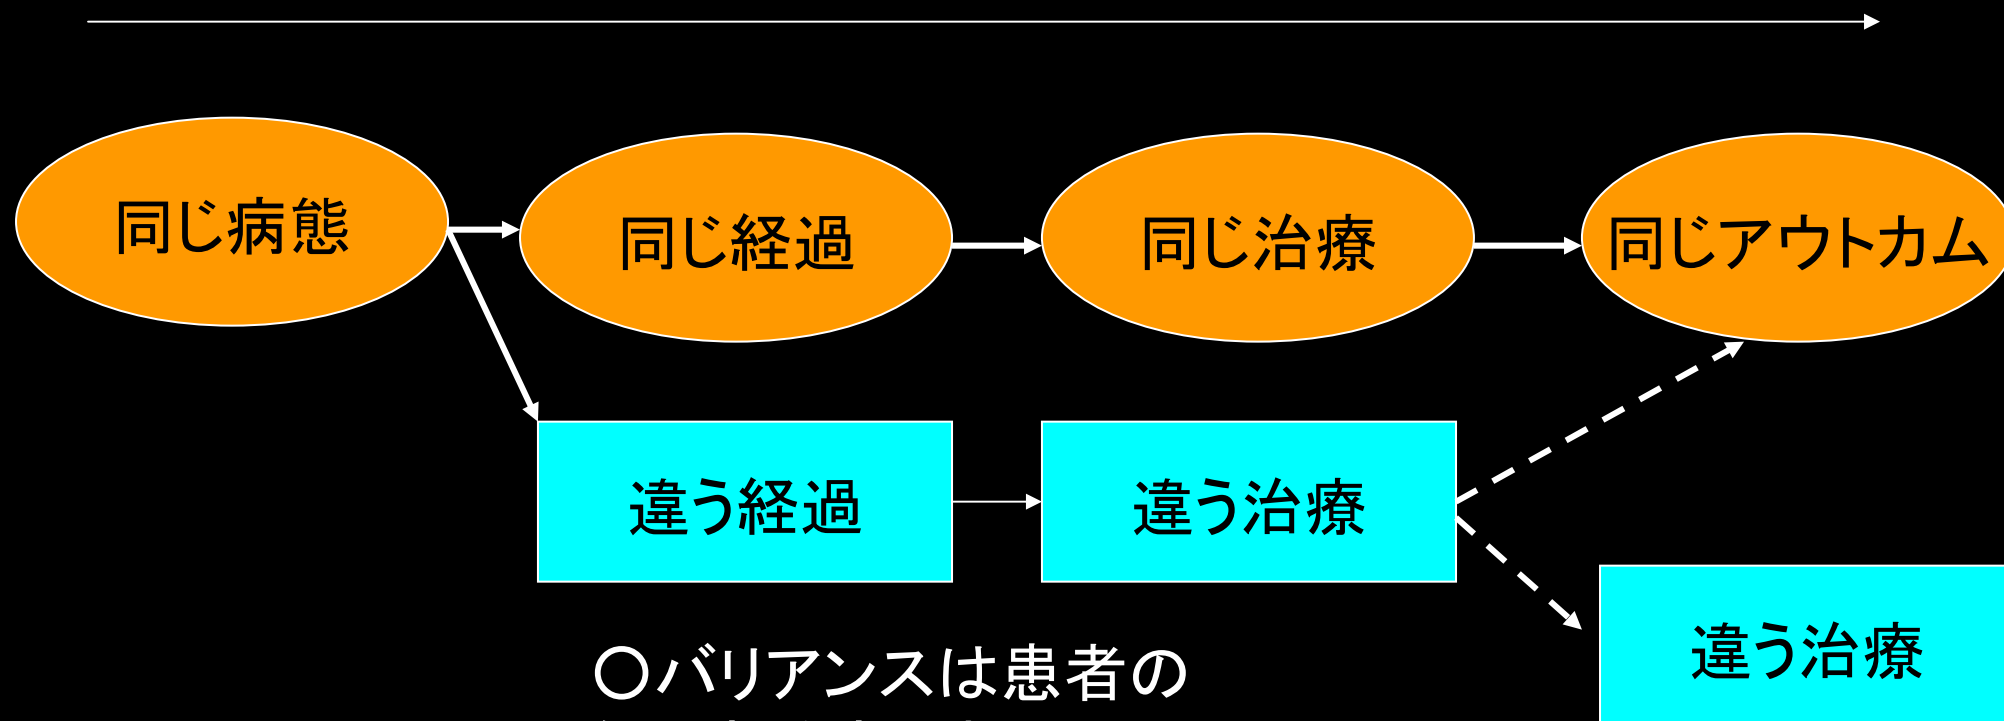 同じ病態
同じ経過
同じ治療
同じアウトカム
違う経過
違う治療
違う治療
〇バリアンスは患者の